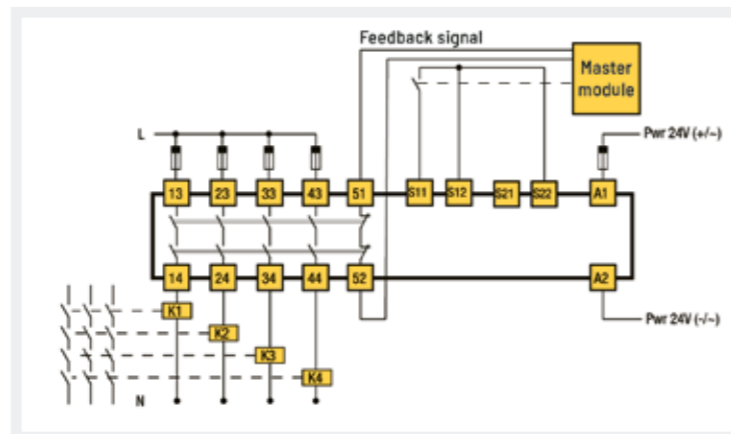 Feedback signal
Master
module
L
Pwr 24V (+/~)
13 23 33 43 51 S11 S12 S21 S22 A1
14 24 34 44 52 A2
K1
K2
Pwr 24V (-/~)
K3
K4
N